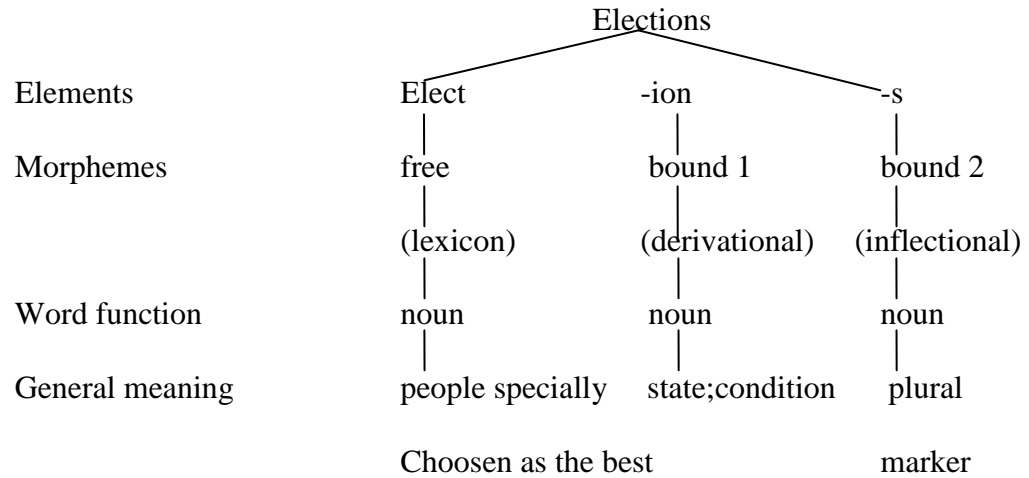 Elections
Elements Elect -ion -s
Morphemes free bound 1 bound 2
(lexicon) (derivational) (inflectional)
Word function noun noun noun
General meaning people specially state;condition plural
Choosen as the best marker